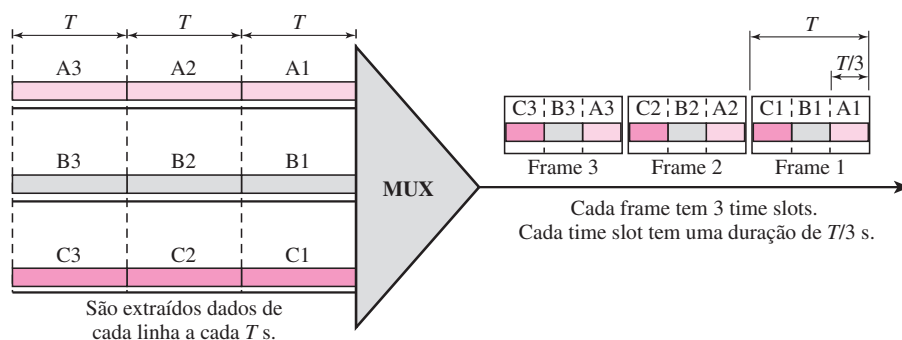 T T T
A3 A2 A1
B3 B2 B1
C3 C2 C1
São extraídos dados de
cada linha a cada T s.
MUX
T
T/3
C3 B3 A3 C2 B2 A2 C1 B1 A1
Frame 3 Frame 2 Frame 1
Cada frame tem 3 time slots.
Cada time slot tem uma duração de T/3 s.